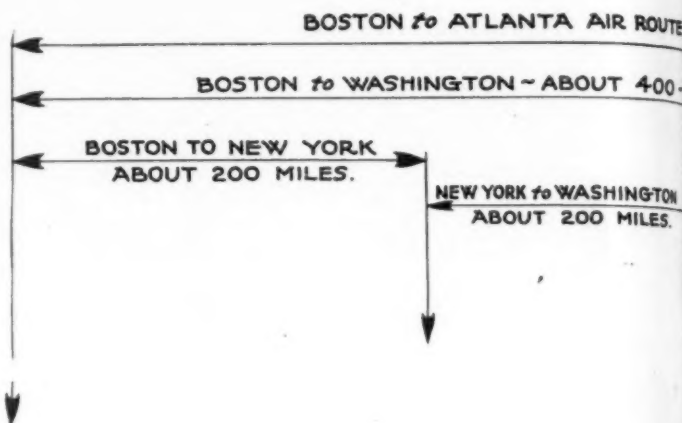 BOSTON to ATLANTA AIR ROUTE
BOSTON to WASHINGTON ~ ABOUT 400-
BOSTON TO NEW YORK
ABOUT 200 MILES.
NEW YORK to WASHINGTON
ABOUT 200 MILES.